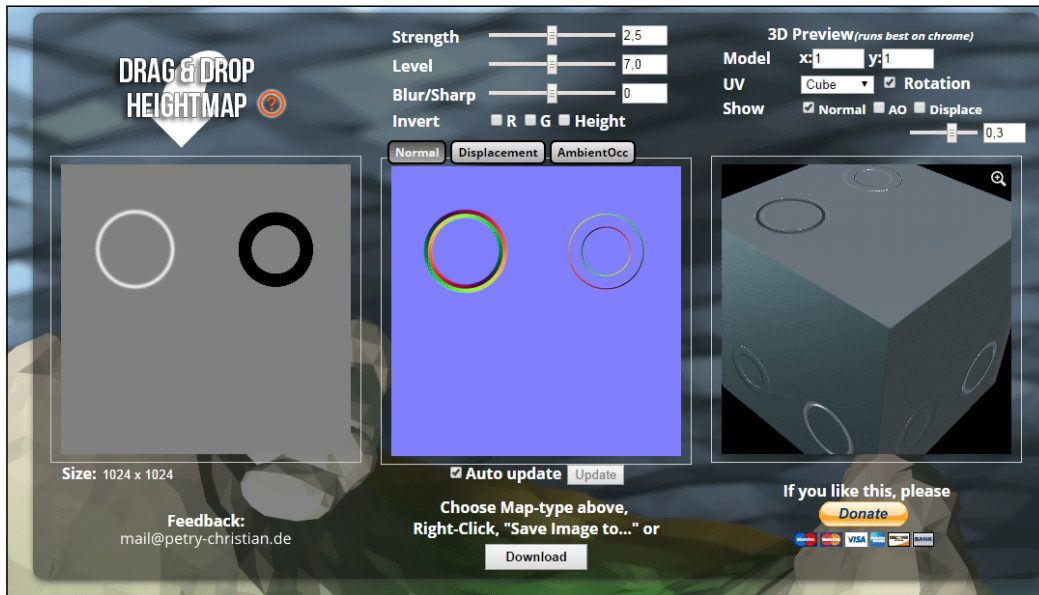 DRAG & DROP
HEIGHTMAP ?
Size: 1024 x 1024
Feedback:
mail@petry-christian.de
Strength 2,5
Level 7,0
Blur/Sharp 0
Invert R G Height
Normal Displacement AmbientOcc
Auto update Update
Choose Map-type above,
Right-Click, "Save Image to..." or
Download
3D Preview(runs best on chrome)
Model x:1 y:1
UV Cube Rotation
Show Normal AO Displace
0,3
If you like this, please
Donate
VISA BANK